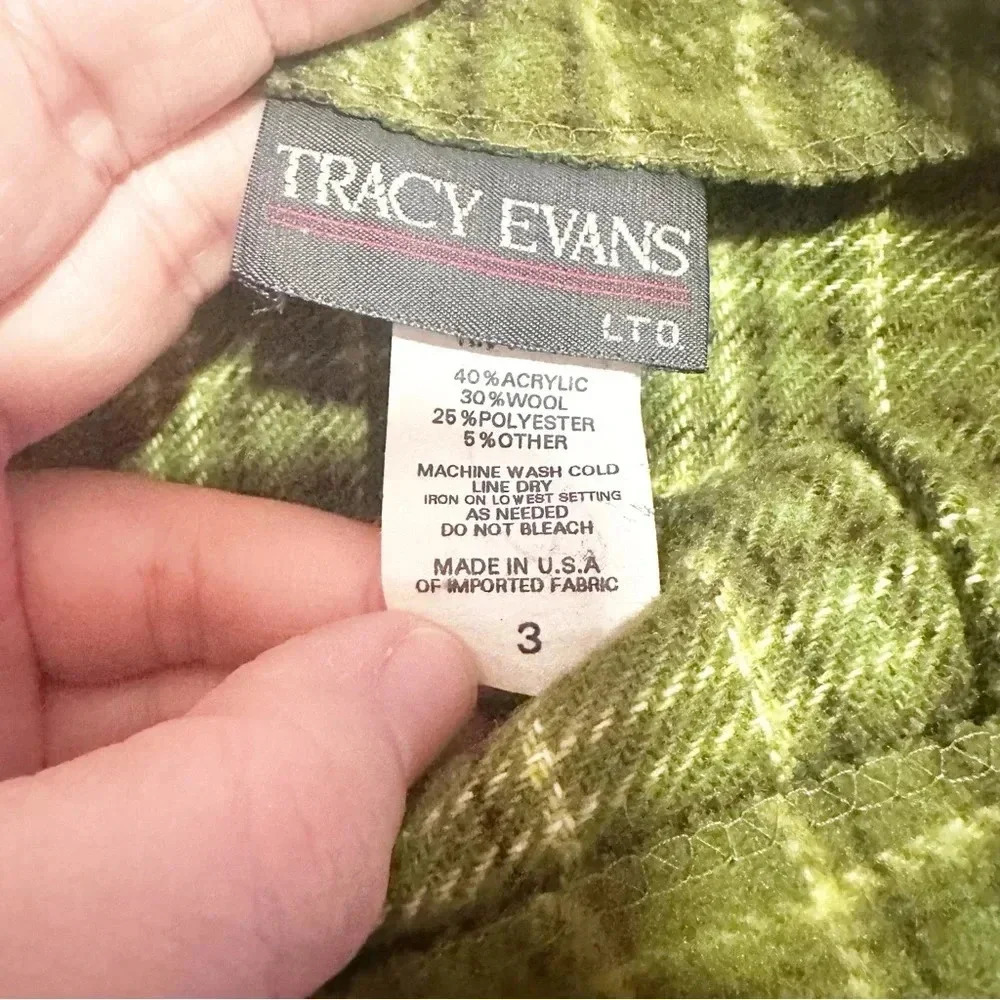 TRACY EVANS
LTD
40%ACRYLIC
30%WOOL
25%POLYESTER
5%OTHER
MACHINE WASH COLD
LINE DRY
IRON ON LOWEST SETTING
AS NEEDED
DO NOT BLEACH
MADE IN U.S.A
OF IMPORTED FABRIC
3